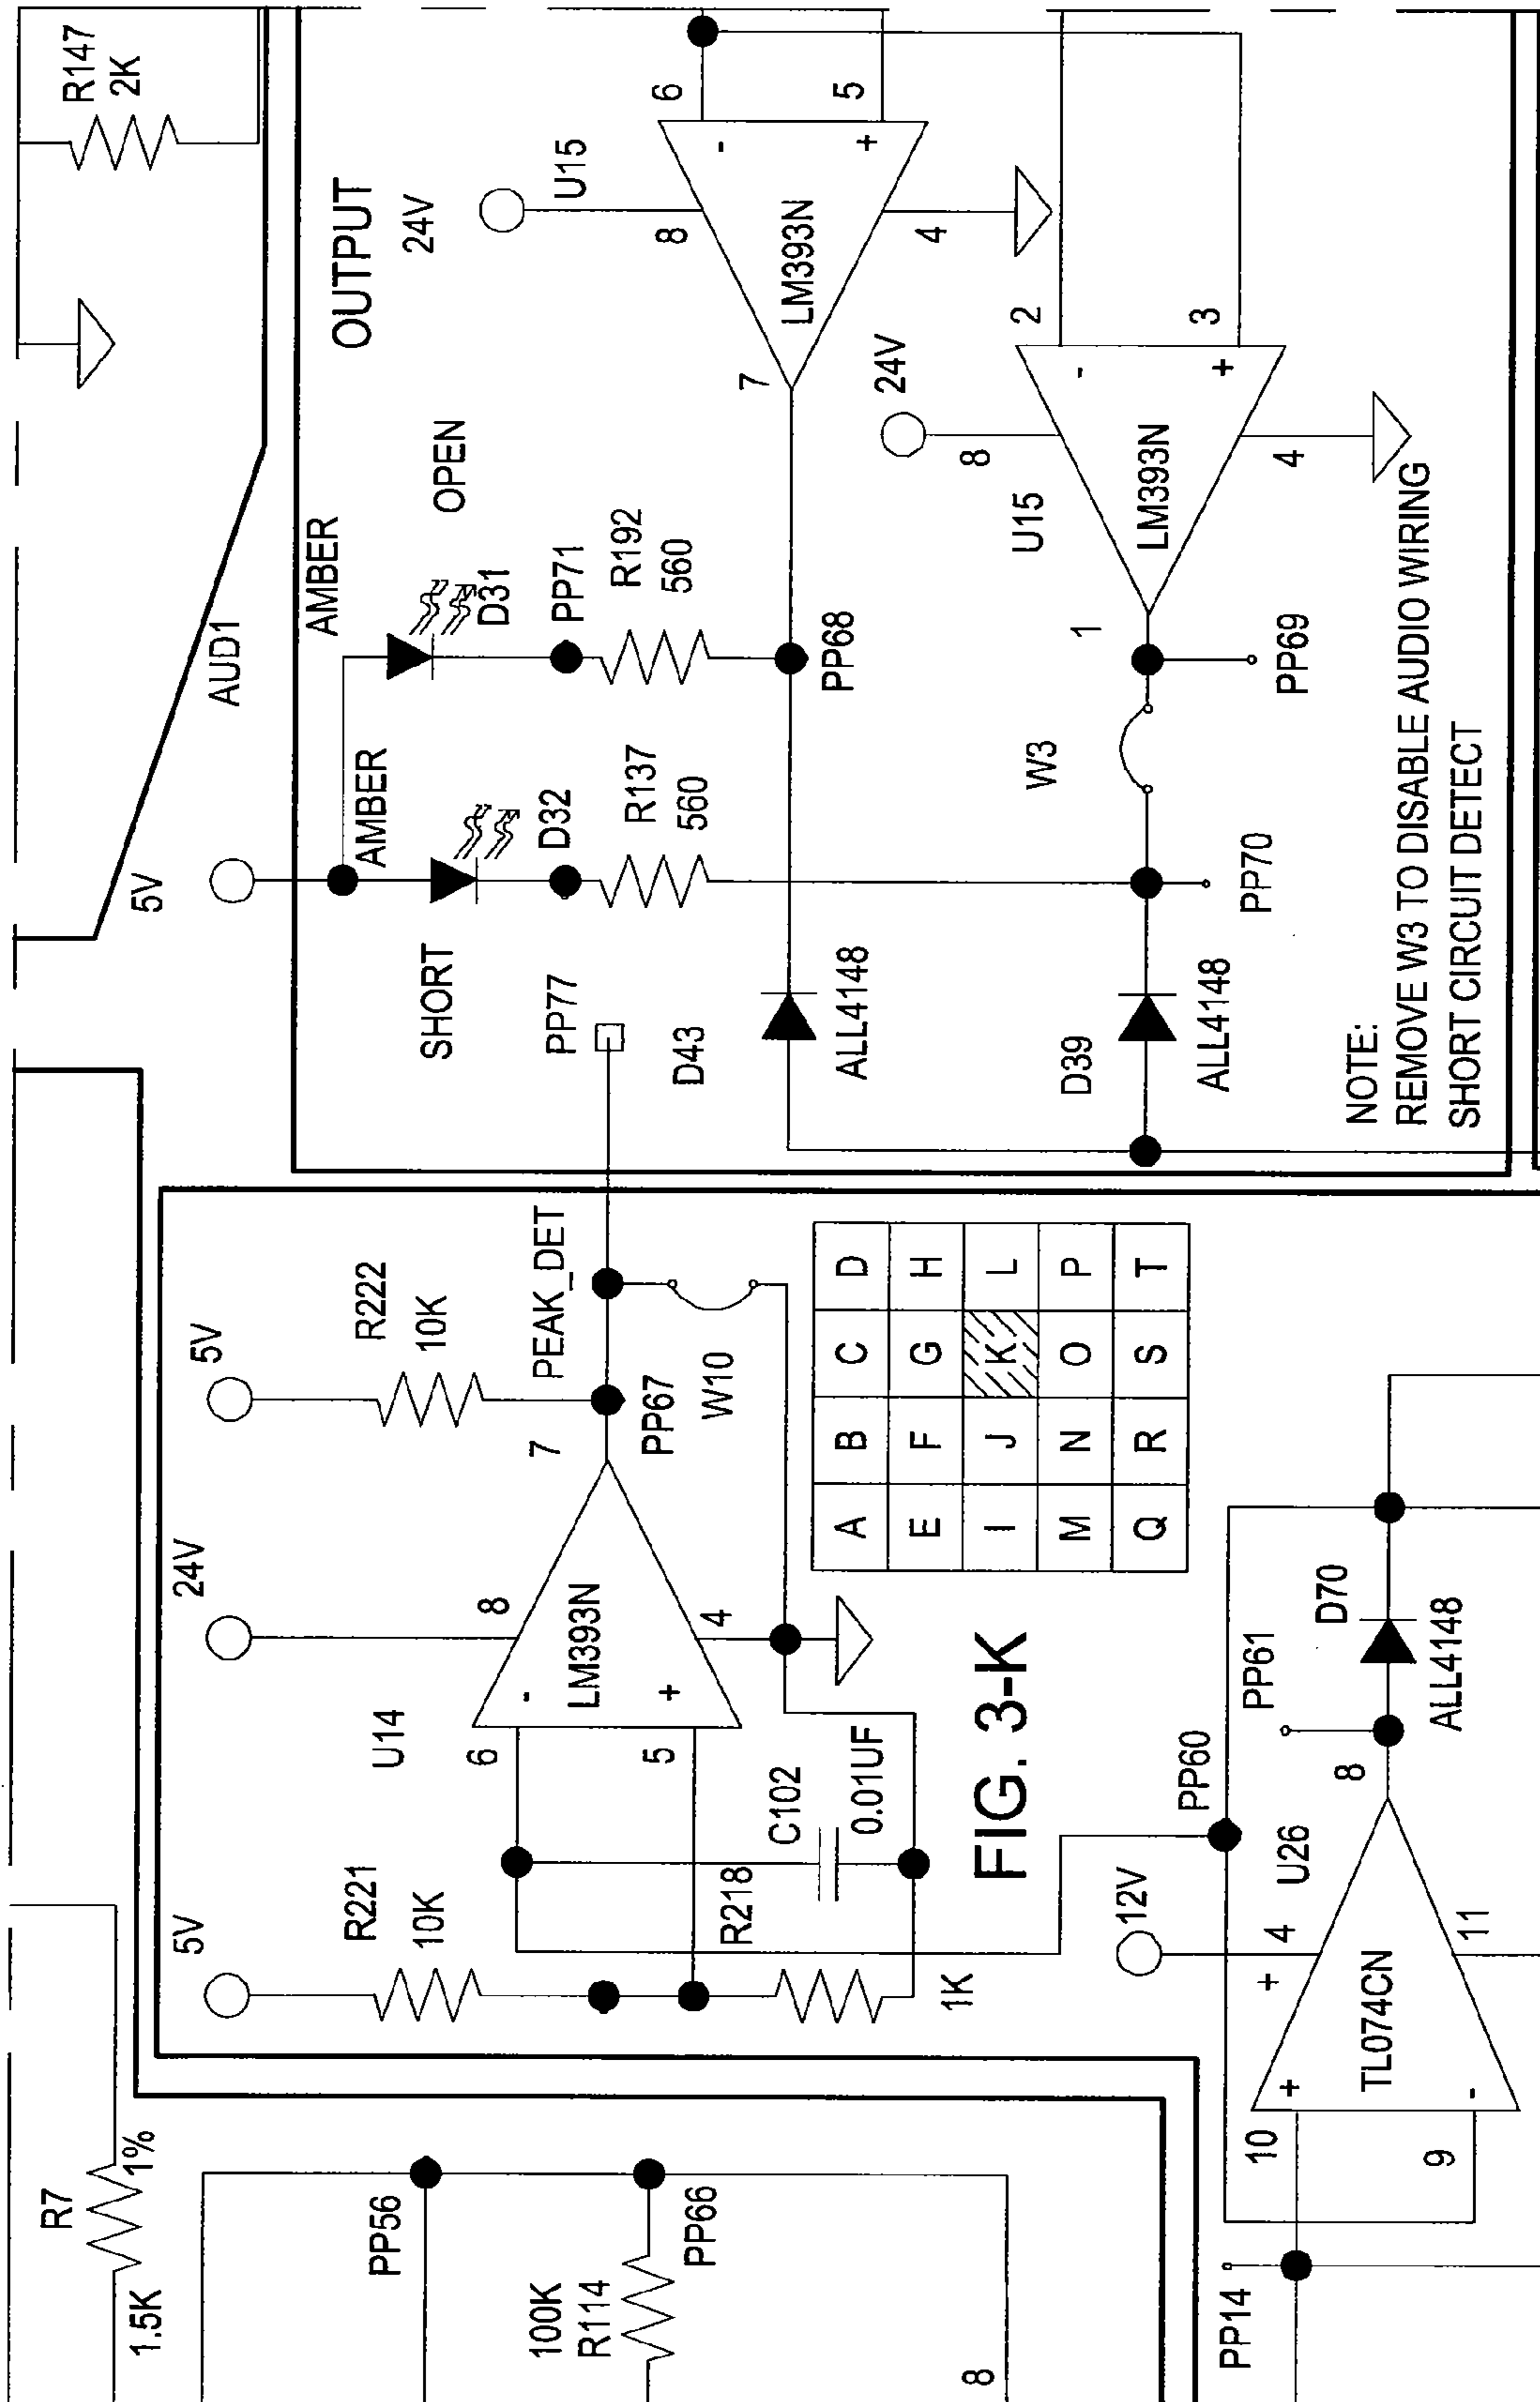 R147
2K
OUTPUT
24V
U15
6
5
8
4
-
+
LM393N
7
AUD1
AMBER
OPEN
D31
PP71
R192
560
PP68
5V
AMBER
D32
R137
560
SHORT
PP77
D43
ALL4148
24V
U15
8
4
2
3
-
+
LM393N
1
PP69
W3
PP70
D39
ALL4148
NOTE:
REMOVE W3 TO DISABLE AUDIO WIRING
SHORT CIRCUIT DETECT
5V
R222
10K
PEAK_DET
PP67
W10
7
24V
8
4
U14
LM393N
-
+
6
5
5V
R221
10K
R218
1K
C102
0.01UF
A B C D
E F G H
I J K L
M N O P
Q R S T
FIG. 3-K
R7
1%
1.5K
PP56
PP66
100K
R114
8
PP60
PP61
D70
ALL4148
8
U26
12V
+
4
11
TL074CN
+
-
10
9
PP14